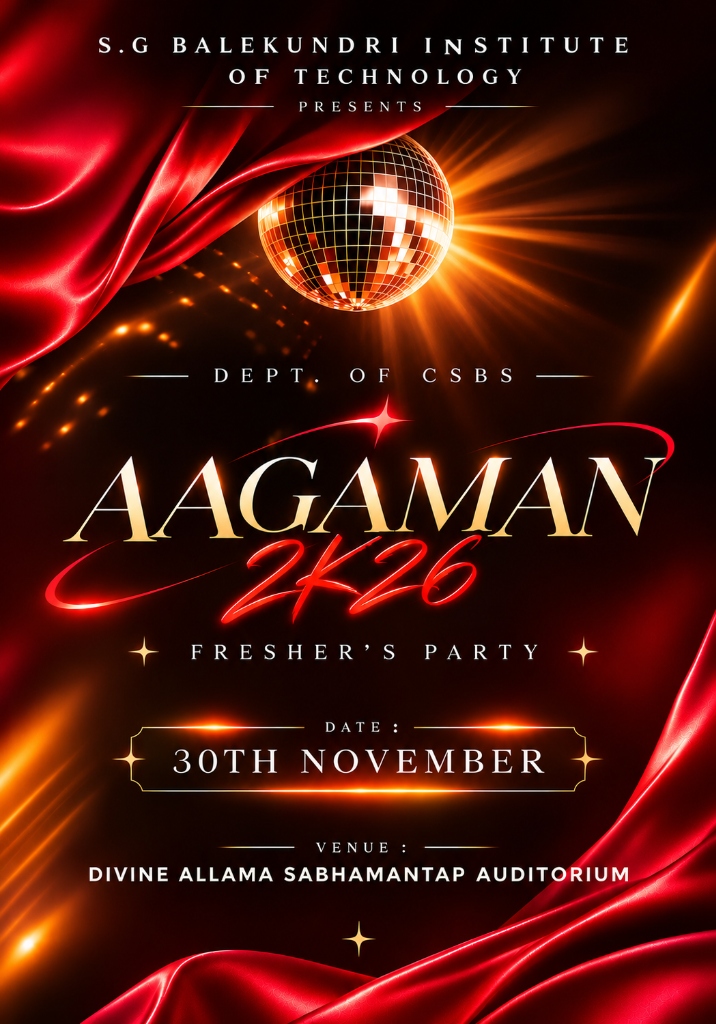 S.G BALEKUNDRI INSTITUTE
OF TECHNOLOGY
PRESENTS
DEPT. OF CSBS
AAGAMAN
2K26
FRESHER'S PARTY
DATE :
30TH NOVEMBER
VENUE :
DIVINE ALLAMA SABHAMANTAP AUDITORIUM